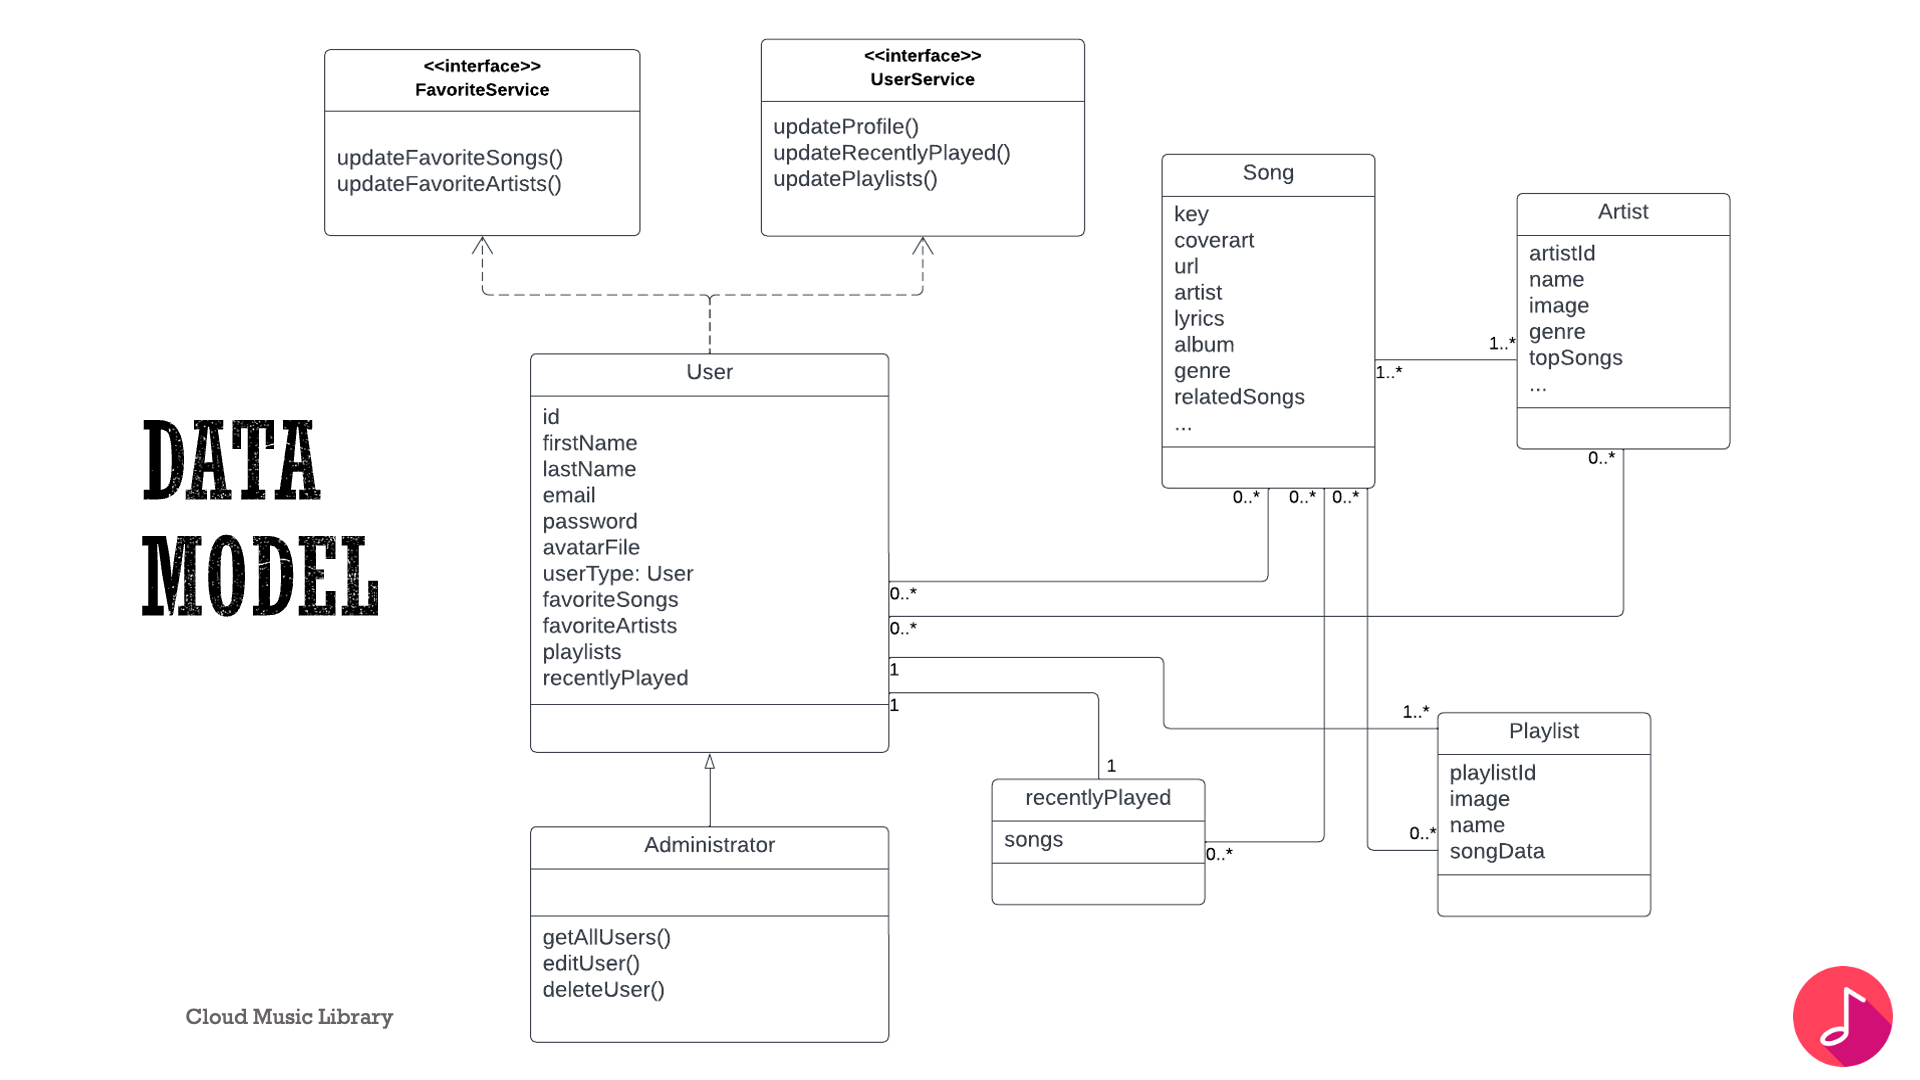 DATA
MODEL
<<interface>>
FavoriteService
updateFavoriteSongs()
updateFavoriteArtists()
<<interface>>
UserService
updateProfile()
updateRecentlyPlayed()
updatePlaylists()
Song
key
coverart
url
artist
lyrics
album
genre
relatedSongs
...
Artist
artistId
name
image
genre
topSongs
...
1..*
1..*
0..*
0..*
0..*
0..*
User
id
firstName
lastName
email
password
avatarFile
userType: User
favoriteSongs
favoriteArtists
playlists
recentlyPlayed
0..*
0..*
1
1
1
1..*
recentlyPlayed
songs
0..*
Playlist
playlistId
image
name
songData
0..*
Administrator
getAllUsers()
editUser()
deleteUser()
Cloud Music Library